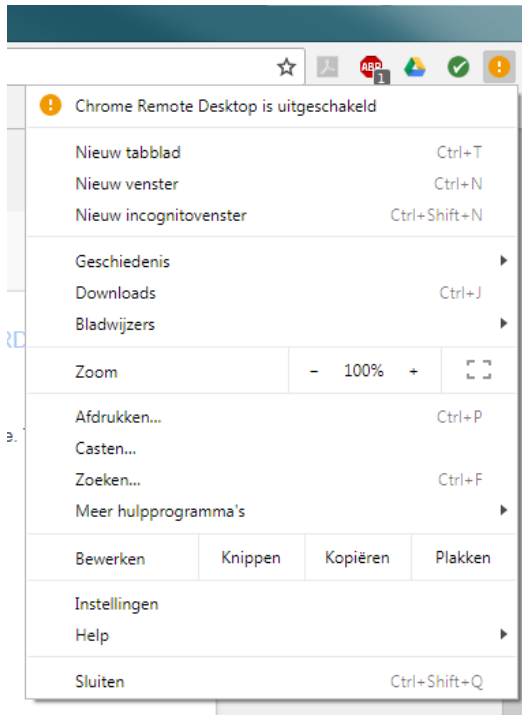 ABP
1
Chrome Remote Desktop is uitgeschakeld
Nieuw tabblad Ctrl+T
Nieuw venster Ctrl+N
Nieuw incognitovenster Ctrl+Shift+N
Geschiedenis
Downloads Ctrl+J
Bladwijzers
RD
Zoom - 100% +
Afdrukken... Ctrl+P
e.
Casten...
Zoeken... Ctrl+F
Meer hulpprogramma's
Bewerken Knippen Kopiëren Plakken
Instellingen
Help
Sluiten Ctrl+Shift+Q